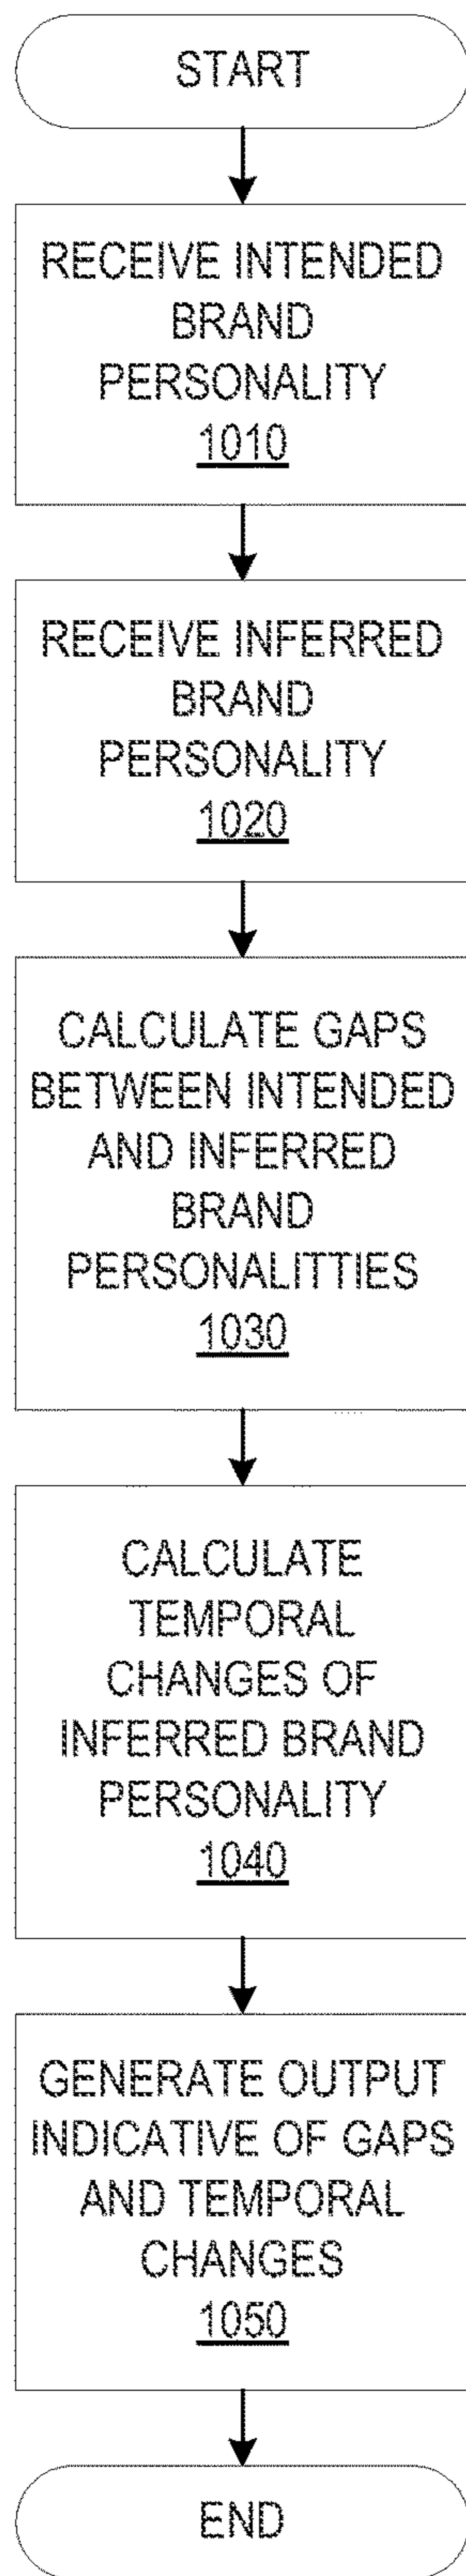 START
RECEIVE INTENDED
BRAND
PERSONALITY
1010
RECEIVE INFERRED
BRAND
PERSONALITY
1020
CALCULATE GAPS
BETWEEN INTENDED
AND INFERRED
BRAND
PERSONALITTIES
1030
CALCULATE
TEMPORAL
CHANGES OF
INFERRED BRAND
PERSONALITY
1040
GENERATE OUTPUT
INDICATIVE OF GAPS
AND TEMPORAL
CHANGES
1050
END